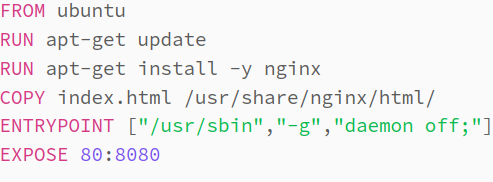 FROM ubuntu
RUN apt-get update
RUN apt-get install -y nginx
COPY index.html /usr/share/nginx/html/
ENTRYPOINT ["/usr/sbin","-g","daemon off;"]
EXPOSE 80:8080